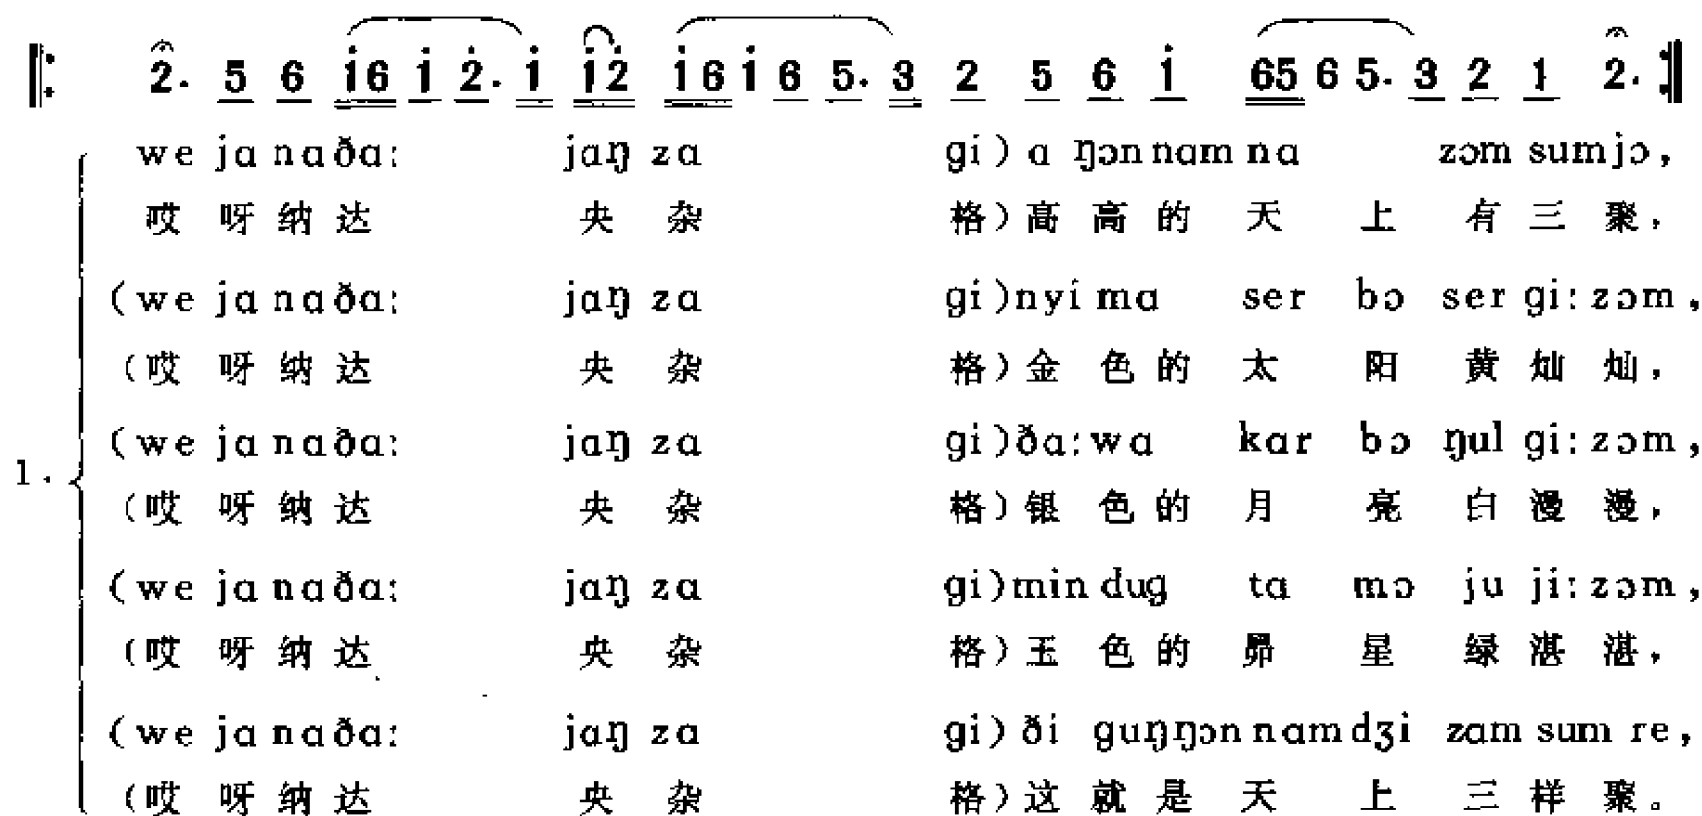 2. 5 6 i̇6 i̇ 2̇. i̇ i̇2̇ i̇6 i̇ 6 5. 3 2 5 6 i̇ 65 6 5. 3 2 1 2.
we ja naða: jaŋ za gi) a ŋɔn nam na zɔm sum jɔ,
哎 呀 纳 达 央 杂 格) 高 高 的 天 上 有 三 聚,
(we ja naða: jaŋ za gi) nyi ma ser bɔ ser gi: zɔm,
(哎 呀 纳 达 央 杂 格) 金 色 的 太 阳 黄 灿 灿,
(we ja naða: jaŋ za gi) ða: wa kar bɔ ŋul gi: zɔm,
1. (哎 呀 纳 达 央 杂 格) 银 色 的 月 亮 白 漫 漫,
(we ja naða: jaŋ za gi) min dug ta mɔ ju ji: zɔm,
(哎 呀 纳 达 央 杂 格) 玉 色 的 昴 星 绿 湛 湛,
(we ja naða: jaŋ za gi) ði guŋ ŋɔn nam dʒi zam sum re,
(哎 呀 纳 达 央 杂 格) 这 就 是 天 上 三 样 聚。